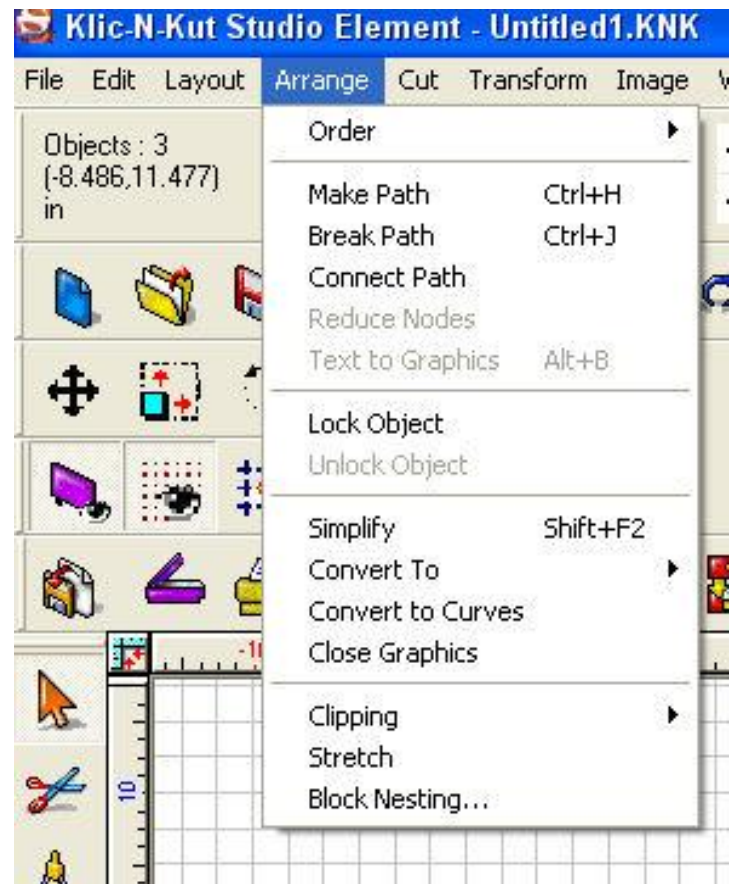 Klic-N-Kut Studio Element - Untitled1.KNK
File Edit Layout Arrange Cut Transform Image
Objects : 3
(-8.486,11.477)
in
Order
Make Path Ctrl+H
Break Path Ctrl+J
Connect Path
Reduce Nodes
Text to Graphics Alt+B
Lock Object
Unlock Object
Simplify Shift+F2
Convert To
Convert to Curves
Close Graphics
Clipping
Stretch
Block Nesting...
10